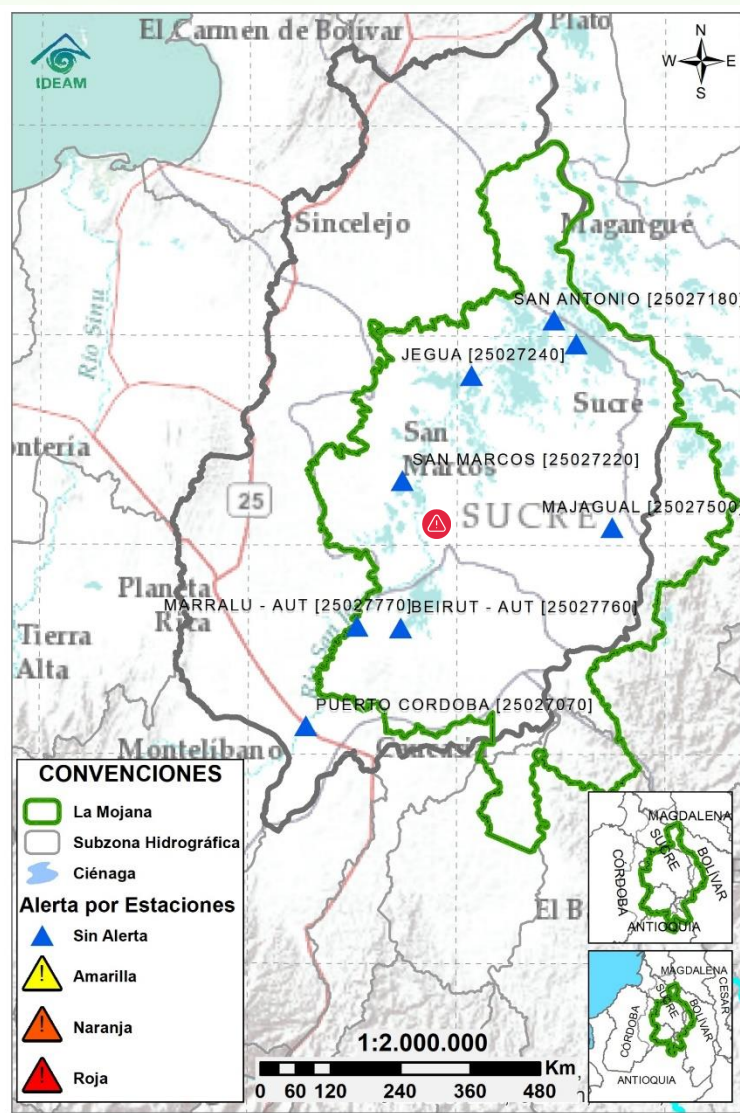 El Carmen de Bolívar
Plato
IDEAM
N
W
E
S
Sincelejo
Magangué
SAN ANTONIO [25027180]
Rio Sinu
JEGUA [25027240]
Sucre
ontería
San
Marcos
SAN MARCOS [25027220]
25
SUCRE
MAJAGUAL [25027500]
Planeta
Rica
MARRALU - AUT [25027770]
BEIRUT - AUT [25027760]
Tierra
Alta
PUERTO CORDOBA [25027070]
Montelíbano
CONVENCIONES
La Mojana
Subzona Hidrográfica
Ciénaga
Alerta por Estaciones
Sin Alerta
Amarilla
Naranja
Roja
El B
MAGDALENA
SUCRE
BOLÍVAR
CÓRDOBA
ANTIOQUIA
MAGDALENA
CESAR
SUCRE
BOLÍVAR
CÓRDOBA
ANTIOQUIA
1:2.000.000
Km
0 60 120 240 360 480